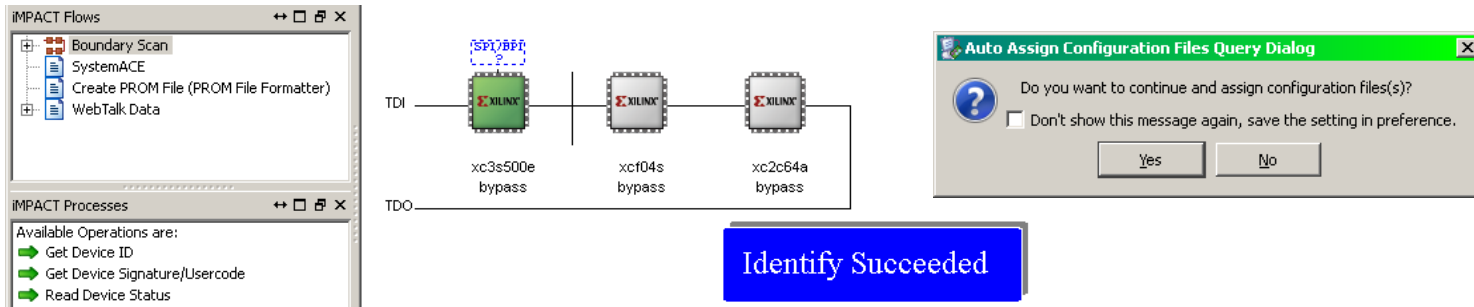 iMPACT Flows
Boundary Scan
SystemACE
Create PROM File (PROM File Formatter)
WebTalk Data
iMPACT Processes
Available Operations are:
Get Device ID
Get Device Signature/Usercode
Read Device Status
SPI/BPI
?
TDI
XILINX
XILINX
XILINX
xc3s500e
xcf04s
xc2c64a
bypass
bypass
bypass
TDO
Identify Succeeded
Auto Assign Configuration Files Query Dialog
Do you want to continue and assign configuration files(s)?
Don't show this message again, save the setting in preference.
Yes
No